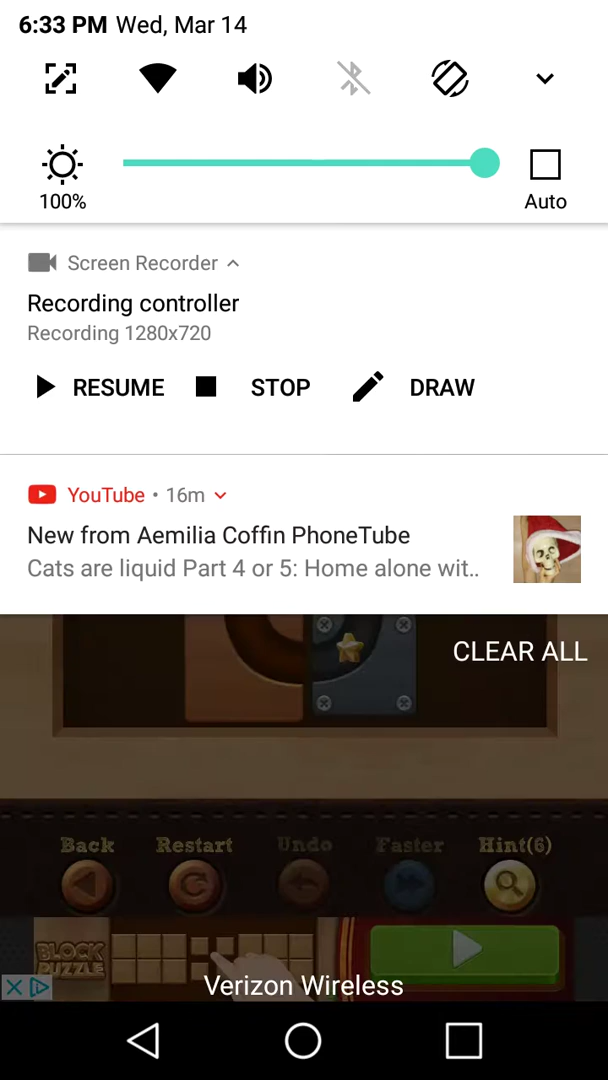 6:33 PM Wed, Mar 14
100%
Auto
Screen Recorder
Recording controller
Recording 1280x720
RESUME STOP DRAW
YouTube • 16m
New from Aemilia Coffin PhoneTube
Cats are liquid Part 4 or 5: Home alone wit..
CLEAR ALL
Back Restart Undo Faster Hint(6)
BLOCK
PUZZLE
Verizon Wireless